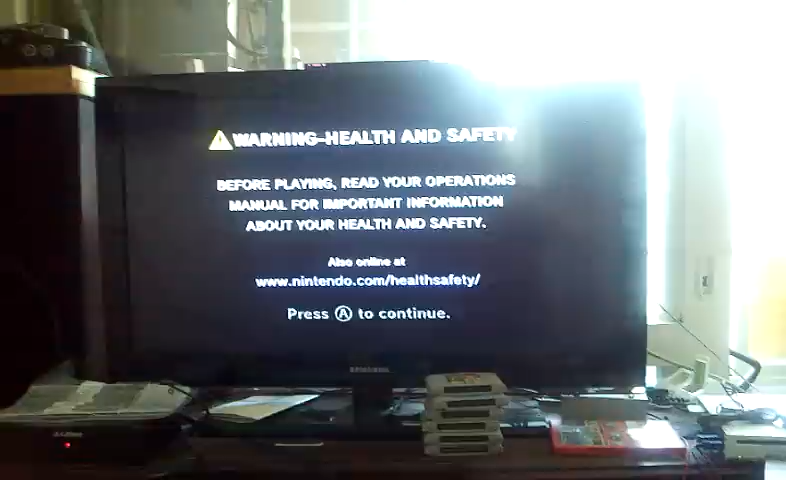 WARNING-HEALTH AND SAFETY
BEFORE PLAYING, READ YOUR OPERATIONS
MANUAL FOR IMPORTANT INFORMATION
ABOUT YOUR HEALTH AND SAFETY.
Also online at
www.nintendo.com/healthsafety/
Press A to continue.
SAMSUNG